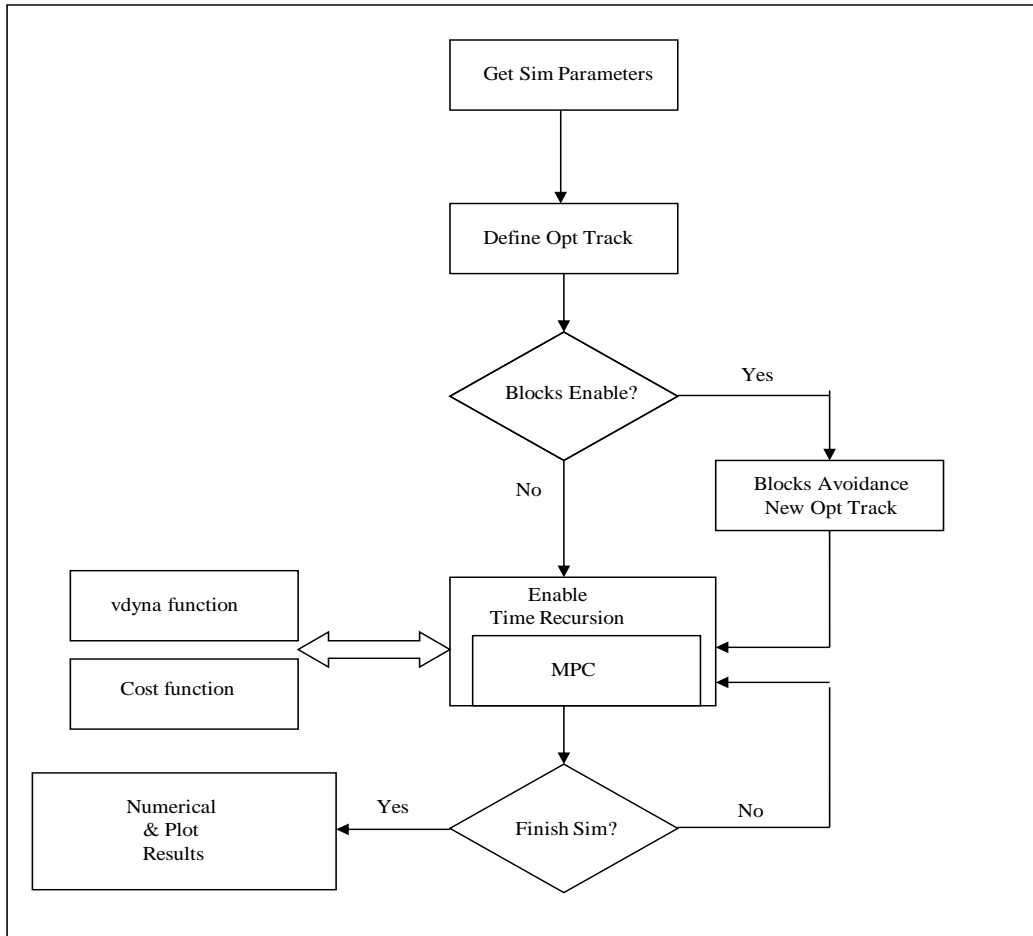 Get Sim Parameters
Define Opt Track
Blocks Enable?
Yes
No
Blocks Avoidance
New Opt Track
Enable
Time Recursion
MPC
vdyna function
Cost function
Finish Sim?
Yes
No
Numerical
& Plot
Results